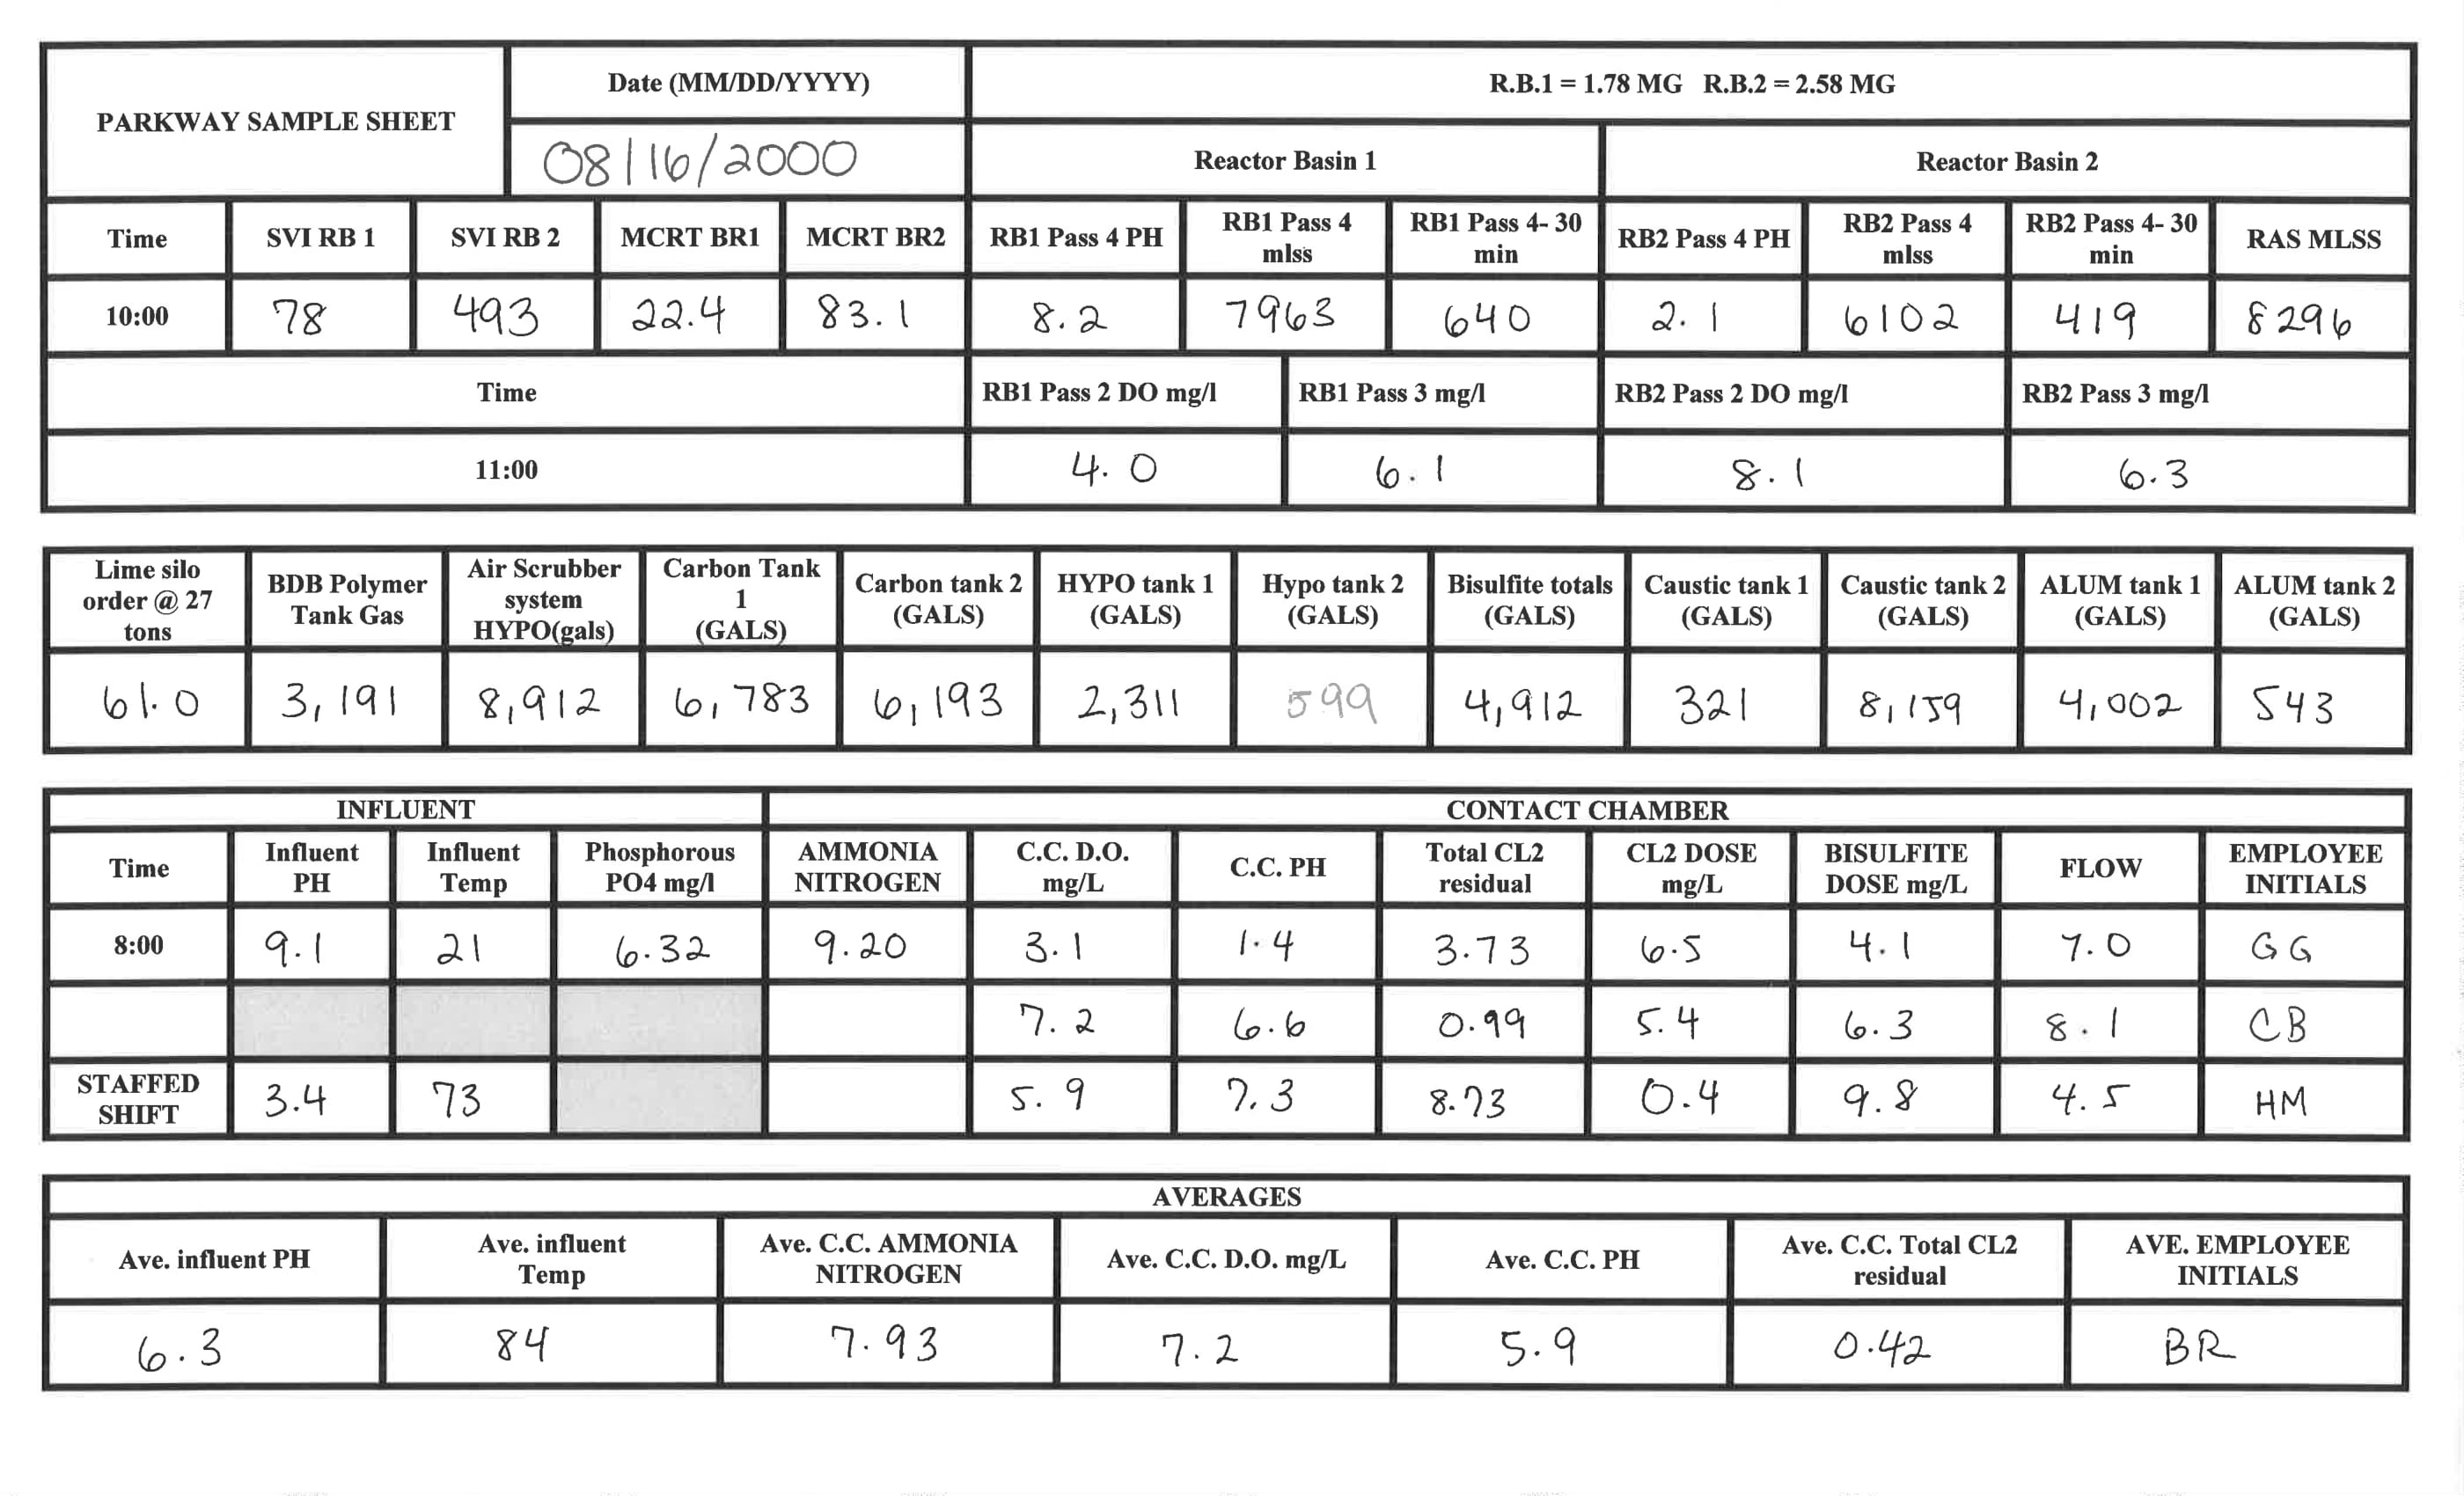 PARKWAY SAMPLE SHEET
Date (MM/DD/YYYY)
08/16/2000
R.B.1 = 1.78 MG R.B.2 = 2.58 MG
Reactor Basin 1
Reactor Basin 2
Time
SVI RB 1
SVI RB 2
MCRT BR1
MCRT BR2
RB1 Pass 4 PH
RB1 Pass 4
mlss
RB1 Pass 4- 30
min
RB2 Pass 4 PH
RB2 Pass 4
mlss
RB2 Pass 4- 30
min
RAS MLSS
10:00
78
493
22.4
83.1
8.2
7963
640
2.1
6102
419
8296
Time
RB1 Pass 2 DO mg/l
RB1 Pass 3 mg/l
RB2 Pass 2 DO mg/l
RB2 Pass 3 mg/l
11:00
4.0
6.1
8.1
6.3
Lime silo
order @ 27
tons
BDB Polymer
Tank Gas
Air Scrubber
system
HYPO(gals)
Carbon Tank
1
(GALS)
Carbon tank 2
(GALS)
HYPO tank 1
(GALS)
Hypo tank 2
(GALS)
Bisulfite totals
(GALS)
Caustic tank 1
(GALS)
Caustic tank 2
(GALS)
ALUM tank 1
(GALS)
ALUM tank 2
(GALS)
61.0
3,191
8,912
6,783
6,193
2,311
599
4,912
321
8,159
4,002
543
INFLUENT
CONTACT CHAMBER
Time
Influent
PH
Influent
Temp
Phosphorous
PO4 mg/l
AMMONIA
NITROGEN
C.C. D.O.
mg/L
C.C. PH
Total CL2
residual
CL2 DOSE
mg/L
BISULFITE
DOSE mg/L
FLOW
EMPLOYEE
INITIALS
8:00
9.1
21
6.32
9.20
3.1
1.4
3.73
6.5
4.1
7.0
GG
7.2
6.6
0.99
5.4
6.3
8.1
CB
STAFFED
SHIFT
3.4
73
5.9
7.3
8.73
0.4
9.8
4.5
HM
AVERAGES
Ave. influent PH
Ave. influent
Temp
Ave. C.C. AMMONIA
NITROGEN
Ave. C.C. D.O. mg/L
Ave. C.C. PH
Ave. C.C. Total CL2
residual
AVE. EMPLOYEE
INITIALS
6.3
84
7.93
7.2
5.9
0.42
BR